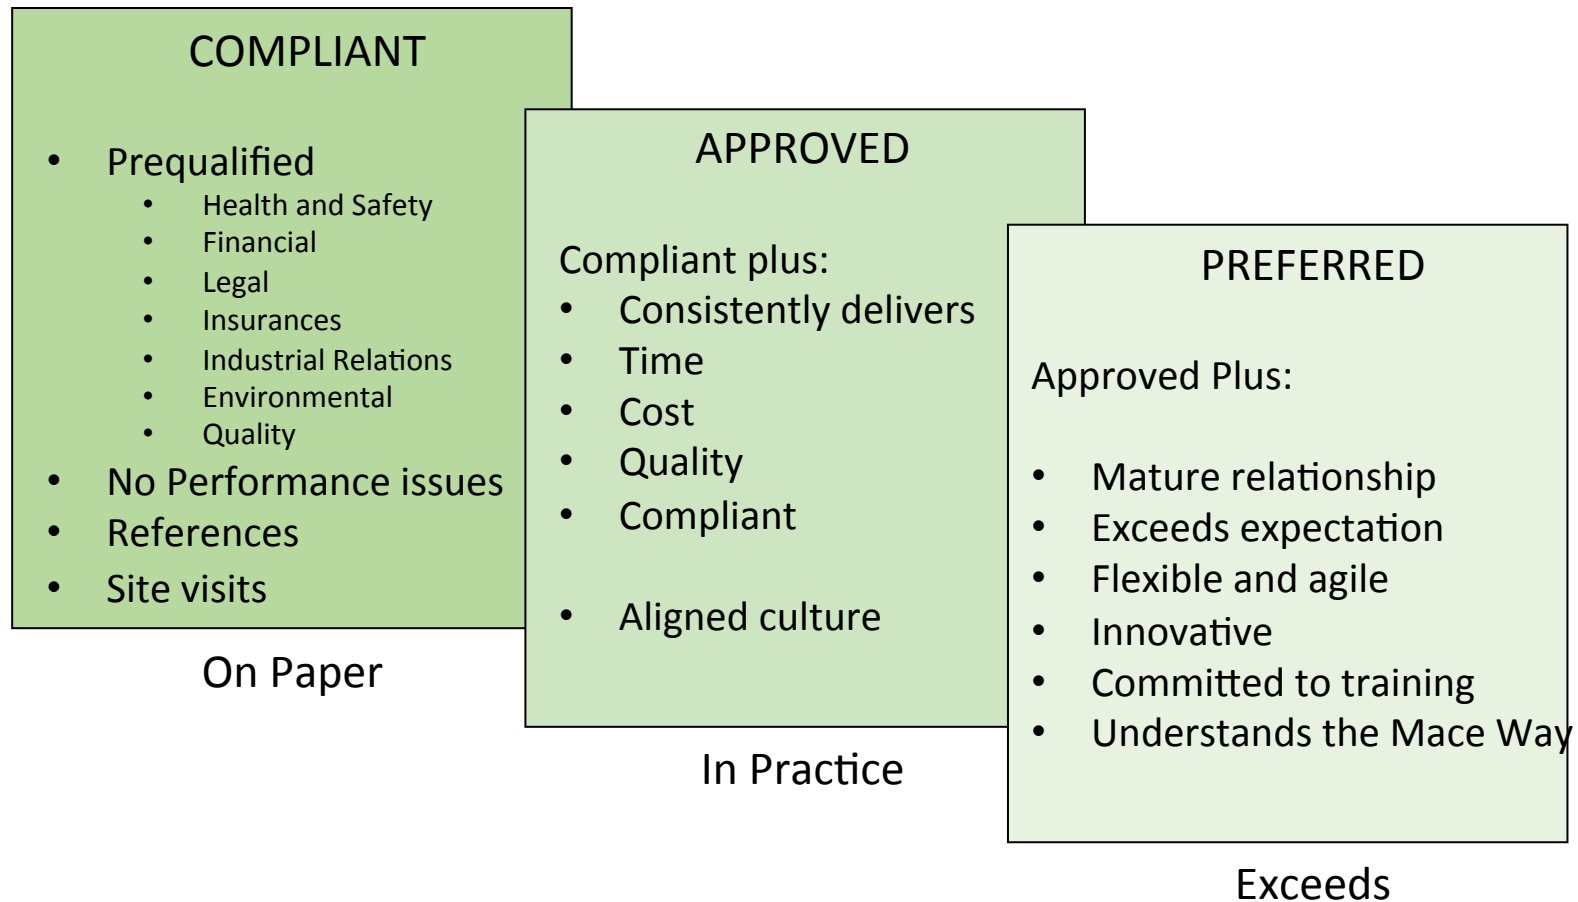 COMPLIANT
• Prequalified
• Health and Safety
• Financial
• Legal
• Insurances
• Industrial Relations
• Environmental
• Quality
• No Performance issues
• References
• Site visits
On Paper
APPROVED
Compliant plus:
• Consistently delivers
• Time
• Cost
• Quality
• Compliant
• Aligned culture
In Practice
PREFERRED
Approved Plus:
• Mature relationship
• Exceeds expectation
• Flexible and agile
• Innovative
• Committed to training
• Understands the Mace Way
Exceeds